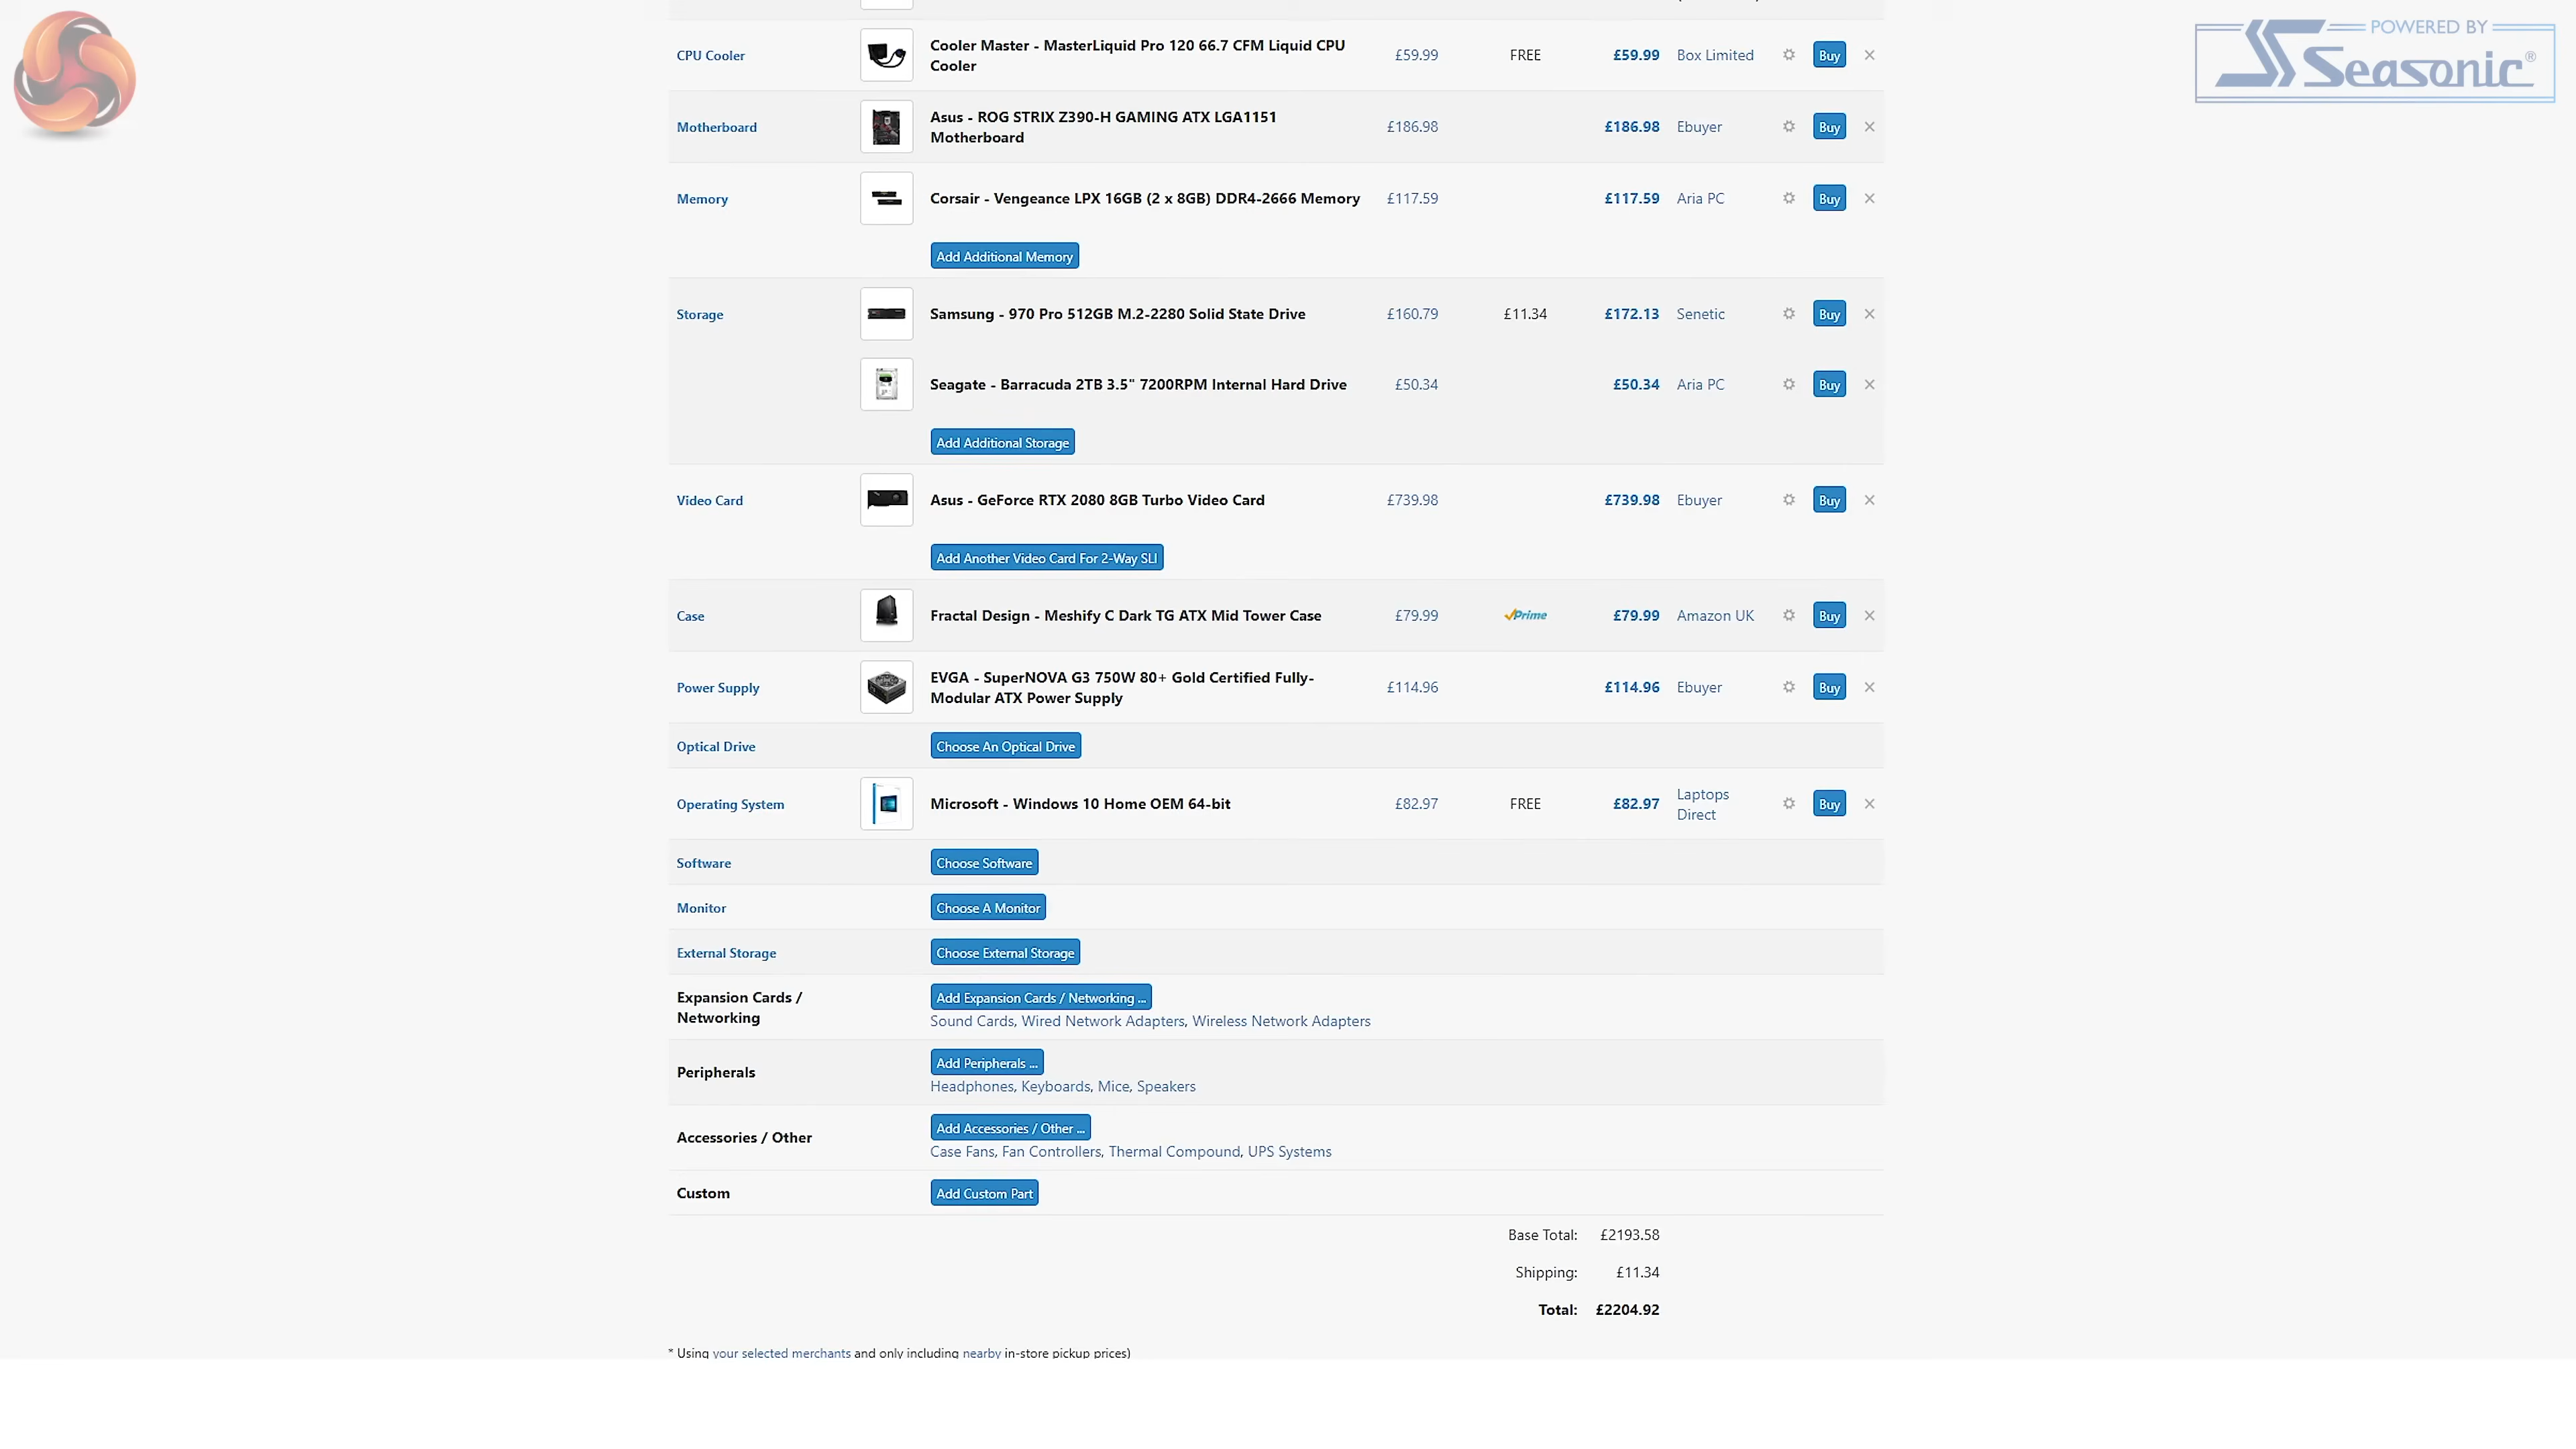 POWERED BY
Seasonic®
CPU Cooler
Cooler Master - MasterLiquid Pro 120 66.7 CFM Liquid CPU
Cooler
£59.99 FREE £59.99 Box Limited Buy
Motherboard
Asus - ROG STRIX Z390-H GAMING ATX LGA1151
Motherboard
£186.98 £186.98 Ebuyer Buy
Memory Corsair - Vengeance LPX 16GB (2 x 8GB) DDR4-2666 Memory £117.59 £117.59 Aria PC Buy
Add Additional Memory
Storage Samsung - 970 Pro 512GB M.2-2280 Solid State Drive £160.79 £11.34 £172.13 Senetic Buy
Seagate - Barracuda 2TB 3.5" 7200RPM Internal Hard Drive £50.34 £50.34 Aria PC Buy
Add Additional Storage
Video Card Asus - GeForce RTX 2080 8GB Turbo Video Card £739.98 £739.98 Ebuyer Buy
Add Another Video Card For 2-Way SLI
Case Fractal Design - Meshify C Dark TG ATX Mid Tower Case £79.99 Prime £79.99 Amazon UK Buy
Power Supply
EVGA - SuperNOVA G3 750W 80+ Gold Certified Fully-
Modular ATX Power Supply
£114.96 £114.96 Ebuyer Buy
Optical Drive Choose An Optical Drive
Operating System Microsoft - Windows 10 Home OEM 64-bit £82.97 FREE £82.97
Laptops
Direct
Buy
Software Choose Software
Monitor Choose A Monitor
External Storage Choose External Storage
Expansion Cards /
Networking
Add Expansion Cards / Networking ...
Sound Cards, Wired Network Adapters, Wireless Network Adapters
Peripherals
Add Peripherals ...
Headphones, Keyboards, Mice, Speakers
Accessories / Other
Add Accessories / Other ...
Case Fans, Fan Controllers, Thermal Compound, UPS Systems
Custom Add Custom Part
Base Total: £2193.58
Shipping: £11.34
Total: £2204.92
* Using your selected merchants and only including nearby in-store pickup prices)